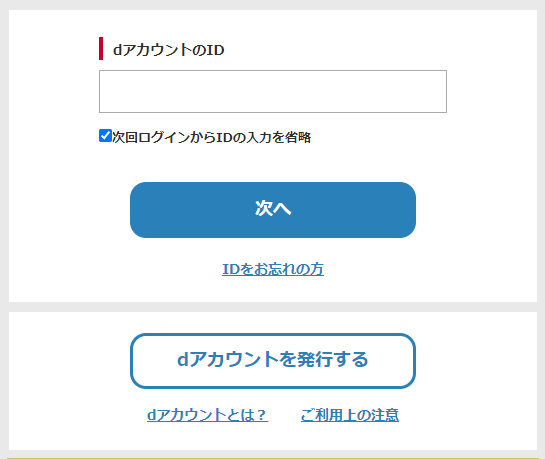 dアカウントのID
次回ログインからIDの入力を省略
次へ
IDをお忘れの方
dアカウントを発行する
dアカウントとは？ ご利用上の注意